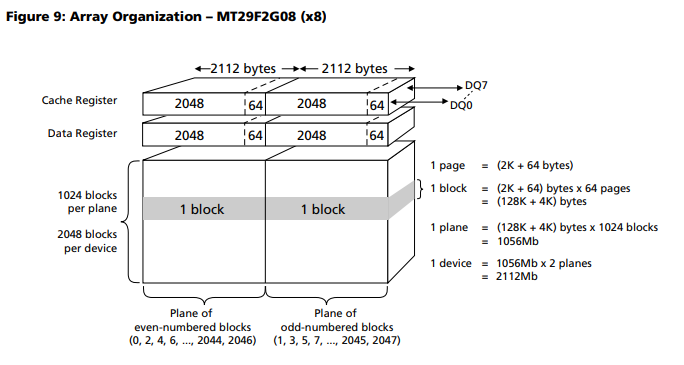 Figure 9: Array Organization – MT29F2G08 (x8)
2112 bytes 2112 bytes
DQ7
Cache Register 2048 64 2048 64 DQ0
Data Register 2048 64 2048 64
1 page = (2K + 64 bytes)
1 block = (2K + 64) bytes x 64 pages
= (128K + 4K) bytes
1024 blocks
per plane
1 block 1 block
2048 blocks
per device
1 plane = (128K + 4K) bytes x 1024 blocks
= 1056Mb
1 device = 1056Mb x 2 planes
= 2112Mb
Plane of
even-numbered blocks
(0, 2, 4, 6, ..., 2044, 2046)
Plane of
odd-numbered blocks
(1, 3, 5, 7, ..., 2045, 2047)